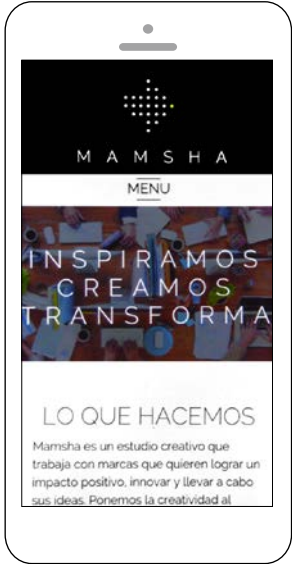 MAMSHA
MENU
INSPIRAMOS
CREAMOS
TRANSFORMA
LO QUE HACEMOS
Mamsha es un estudio creativo que
trabaja con marcas que quieren lograr un
impacto positivo, innovar y llevar a cabo
sus ideas. Ponemos la creatividad al